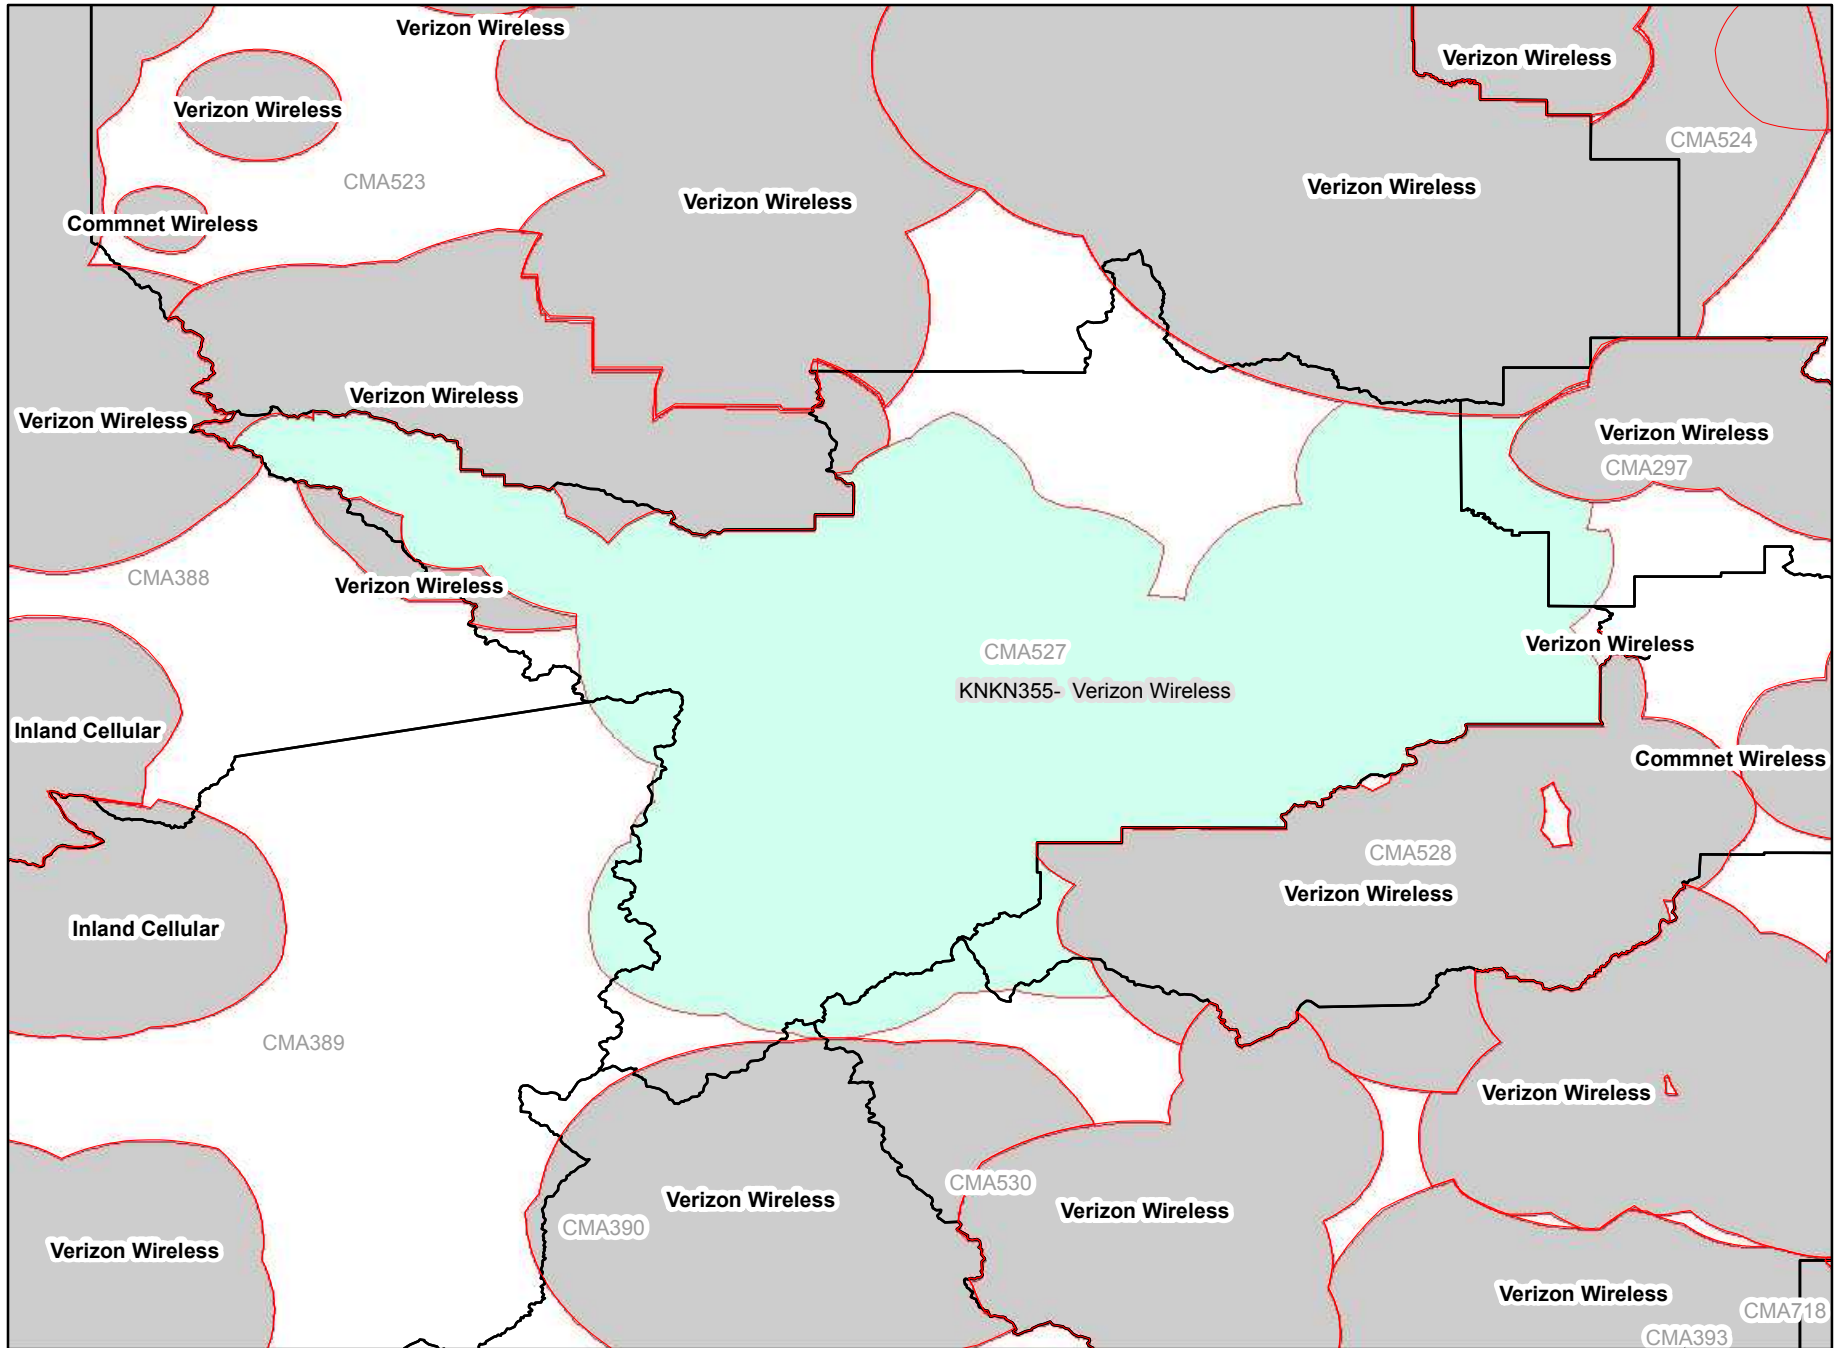 Verizon Wireless
Verizon Wireless
Verizon Wireless
CMA524
CMA523
Verizon Wireless
Verizon Wireless
Commnet Wireless
Verizon Wireless
Verizon Wireless
Verizon Wireless
CMA297
CMA388
Verizon Wireless
CMA527
Verizon Wireless
KNKN355- Verizon Wireless
Inland Cellular
Commnet Wireless
CMA528
Verizon Wireless
Inland Cellular
CMA389
Verizon Wireless
CMA530
Verizon Wireless
Verizon Wireless
CMA390
Verizon Wireless
Verizon Wireless
CMA718
CMA393